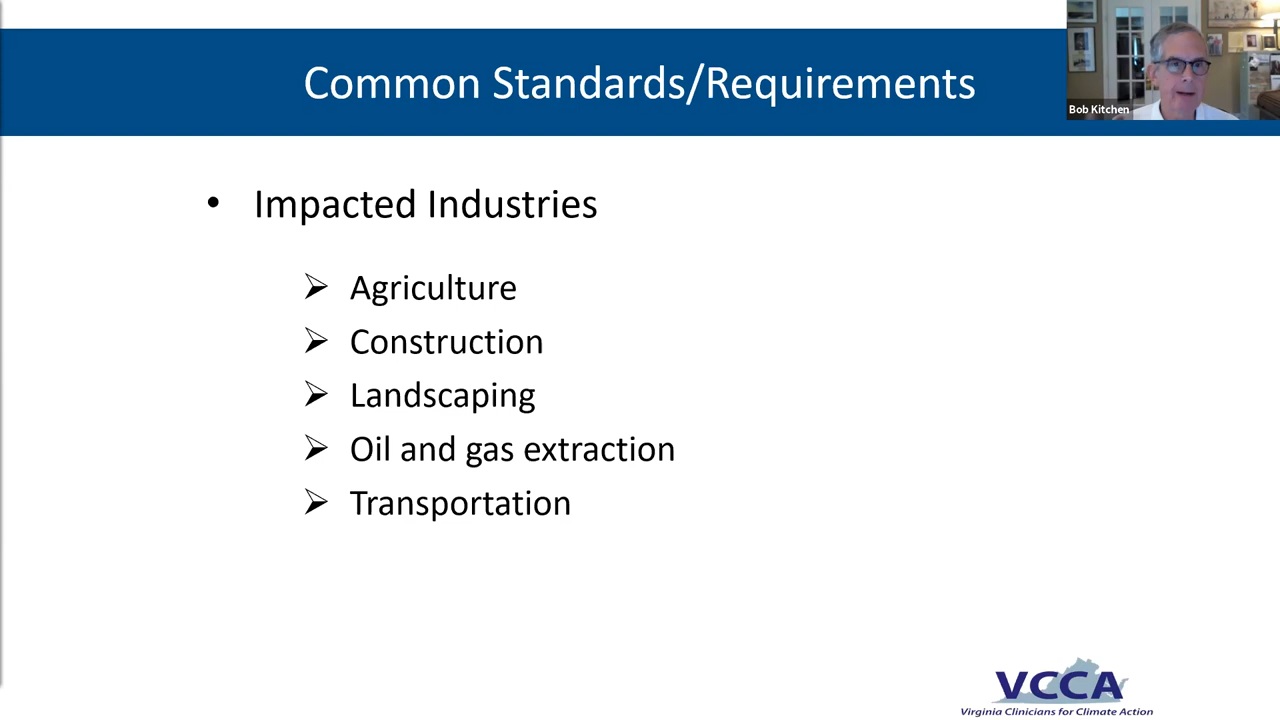 Common Standards/Requirements
Bob Kitchen
• Impacted Industries
➢ Agriculture
➢ Construction
➢ Landscaping
➢ Oil and gas extraction
➢ Transportation
VCCA
Virginia Clinicians for Climate Action